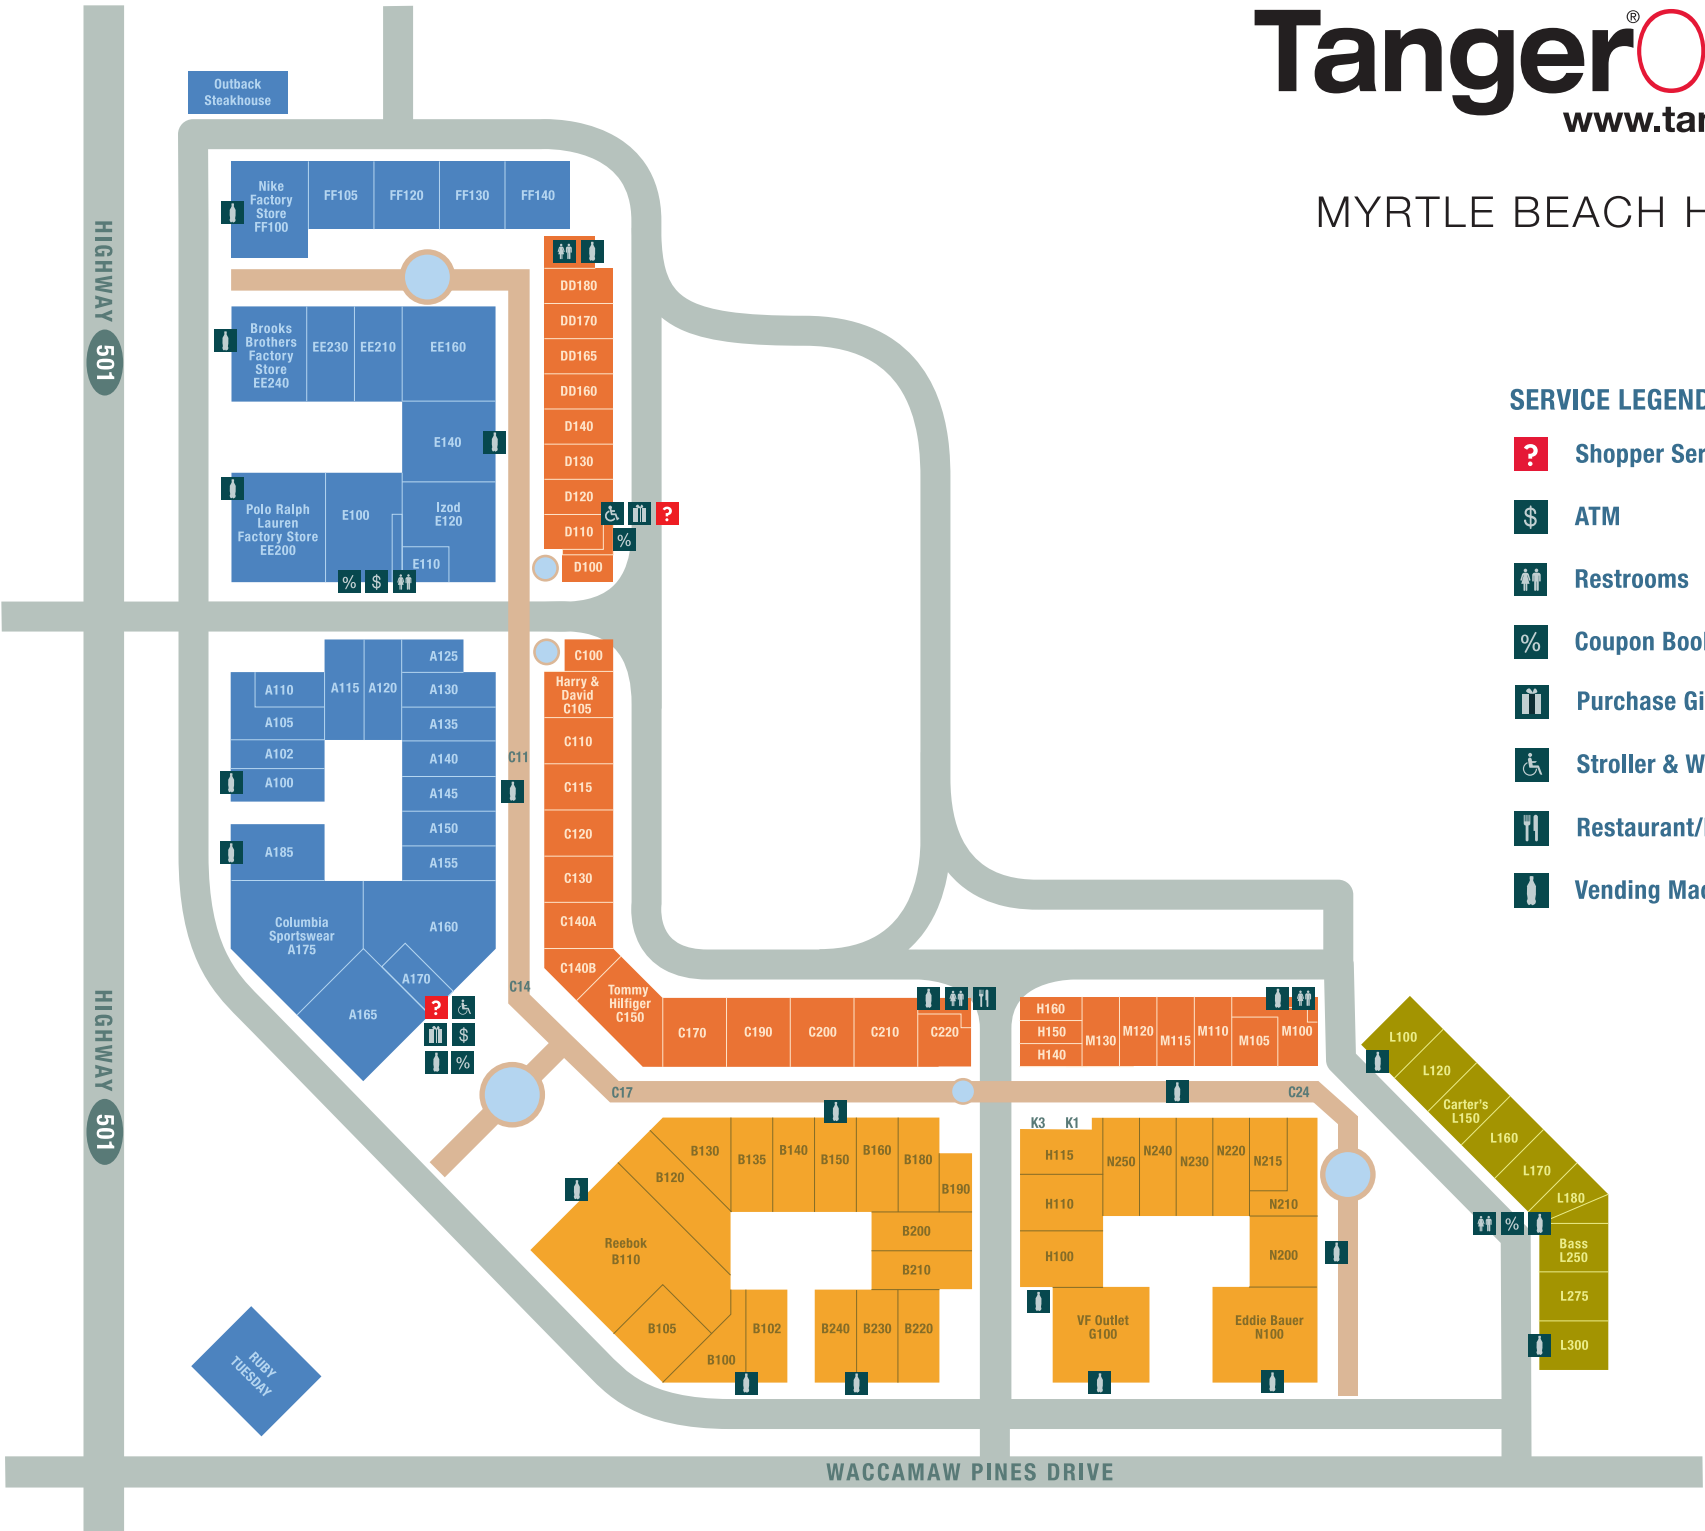 TangerO
®
www.tan
MYRTLE BEACH H
Outback
Steakhouse
Nike
Factory
Store
FF100
FF105
FF120
FF130
FF140
HIGHWAY
501
DD180
DD170
DD165
DD160
D140
D130
D120
D110
D100
Brooks
Brothers
Factory
Store
EE240
EE230
EE210
EE160
E140
Polo Ralph
Lauren
Factory Store
EE200
E100
Izod
E120
E110
% $
?
%
SERVICE LEGEND
? Shopper Ser
$ ATM
Restrooms
% Coupon Boo
Purchase Gi
Stroller & W
Restaurant/
Vending Mac
A125
A110
A115
A120
A130
A105
A135
A102
A140
A100
A145
A150
A185
A155
Columbia
Sportswear
A175
A160
A170
A165
C11
C14
C100
Harry &
David
C105
C110
C115
C120
C130
C140A
C140B
Tommy
Hilfiger
C150
C170
C190
C200
C210
C220
?
$
%
HIGHWAY
501
H160
H150
H140
M130
M120
M115
M110
M105
M100
C17
C24
K3
K1
L100
L120
Carter's
L150
L160
L170
L180
%
Bass
L250
L275
L300
B130
B120
B135
B140
B150
B160
B180
B190
B200
B210
Reebok
B110
B105
B100
B102
B240
B230
B220
H115
H110
H100
N250
N240
N230
N220
N215
N210
N200
VF Outlet
G100
Eddie Bauer
N100
RUBY
TUESDAY
WACCAMAW PINES DRIVE